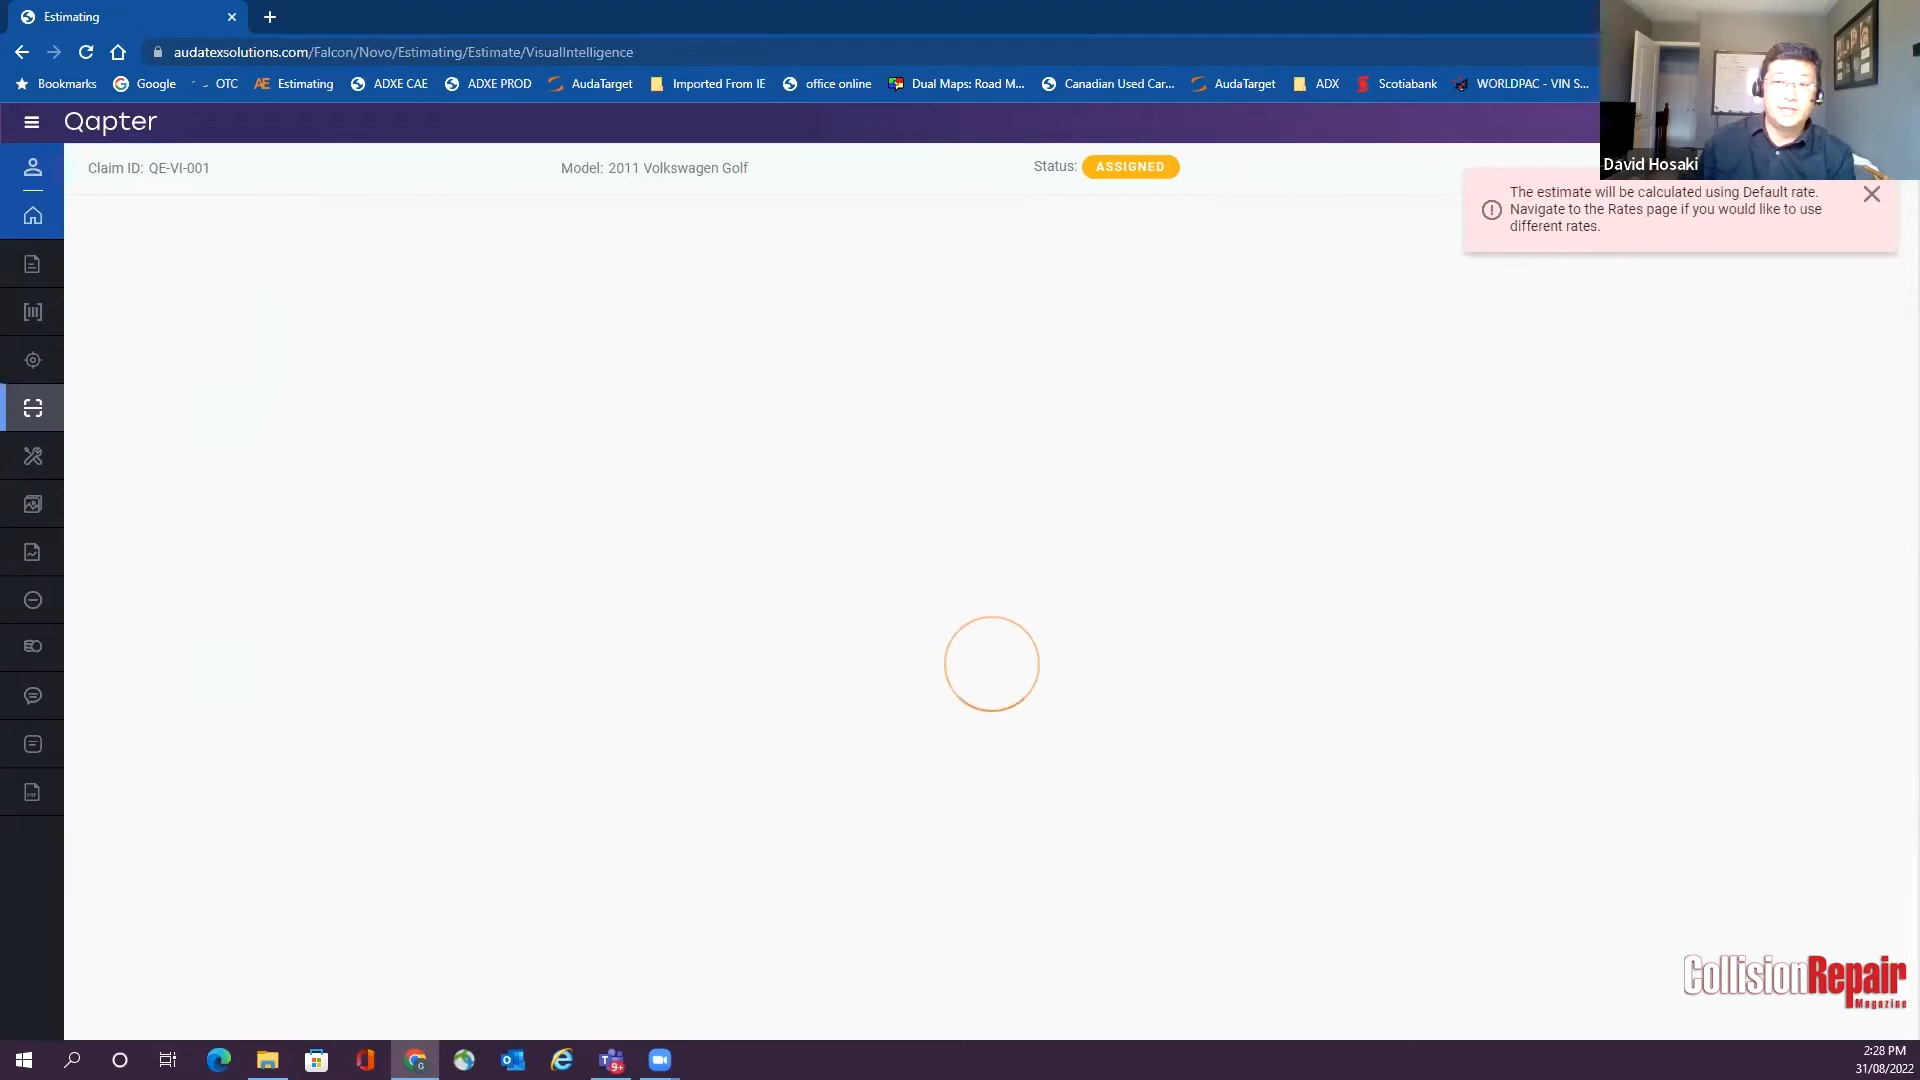 Estimating
audatexsolutions.com/Falcon/Novo/Estimating/Estimate/VisualIntelligence
Bookmarks Google OTC AE Estimating ADXE CAE ADXE PROD AudaTarget Imported From IE office online Dual Maps: Road M... Canadian Used Car... AudaTarget ADX Scotiabank WORLDPAC - VIN S...
Qapter
Claim ID: QE-VI-001 Model: 2011 Volkswagen Golf Status: ASSIGNED
David Hosaki
The estimate will be calculated using Default rate.
Navigate to the Rates page if you would like to use
different rates.
CollisionRepair
Magazine
9+
2:28 PM
31/08/2022